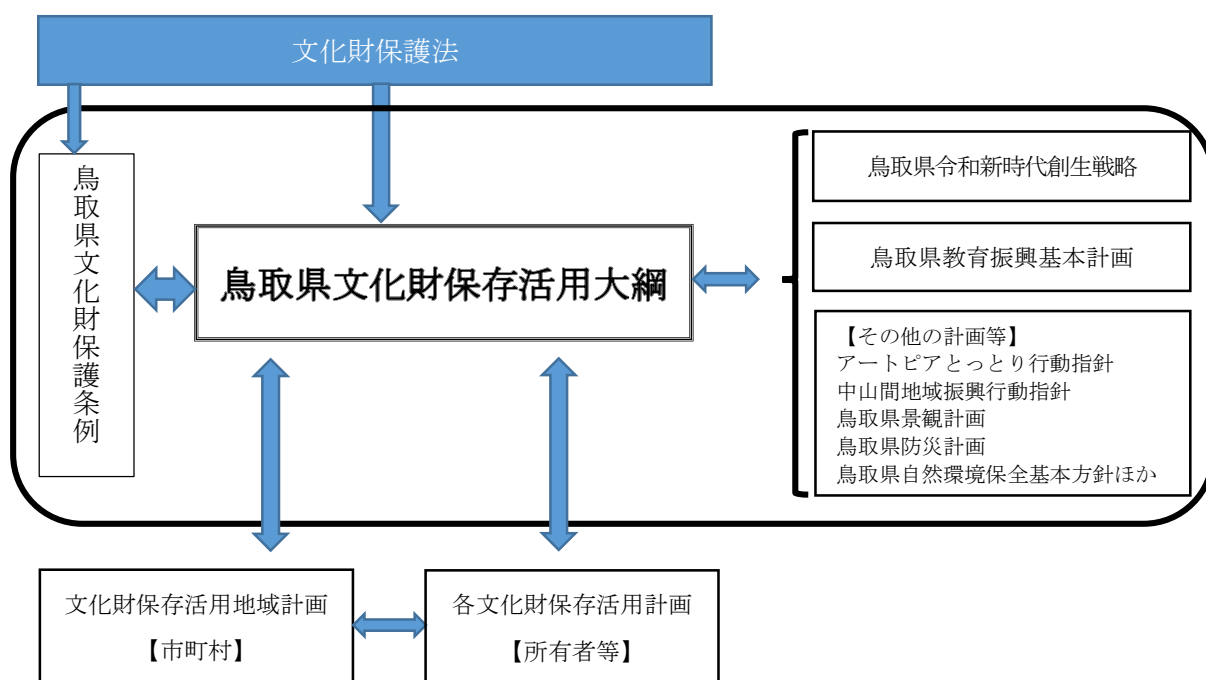 文化財保護法
鳥取県文化財保護条例
鳥取県文化財保存活用大綱
鳥取県令和新時代創生戦略
鳥取県教育振興基本計画
【その他の計画等】
アートピアとっとり行動指針
中山間地域振興行動指針
鳥取県景観計画
鳥取県防災計画
鳥取県自然環境保全基本方針ほか
文化財保存活用地域計画
【市町村】
各文化財保存活用計画
【所有者等】